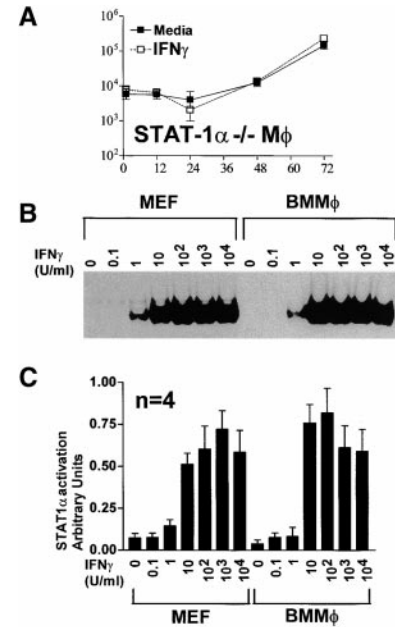 A
10⁶
10⁵
10⁴
10³
10²
Media
IFNγ
STAT-1α -/- Mϕ
0 12 24 36 48 60 72
B
MEF BMMϕ
IFNγ (U/ml) 0 0.1 1 10 10² 10³ 10⁴ 0 0.1 1 10 10² 10³ 10⁴
C
n=4
STAT1α activation
Arbitrary Units
1.00
0.75
0.50
0.25
0.00
IFNγ (U/ml) 0 0.1 1 10 10² 10³ 10⁴ 0 0.1 1 10 10² 10³ 10⁴
MEF BMMϕ